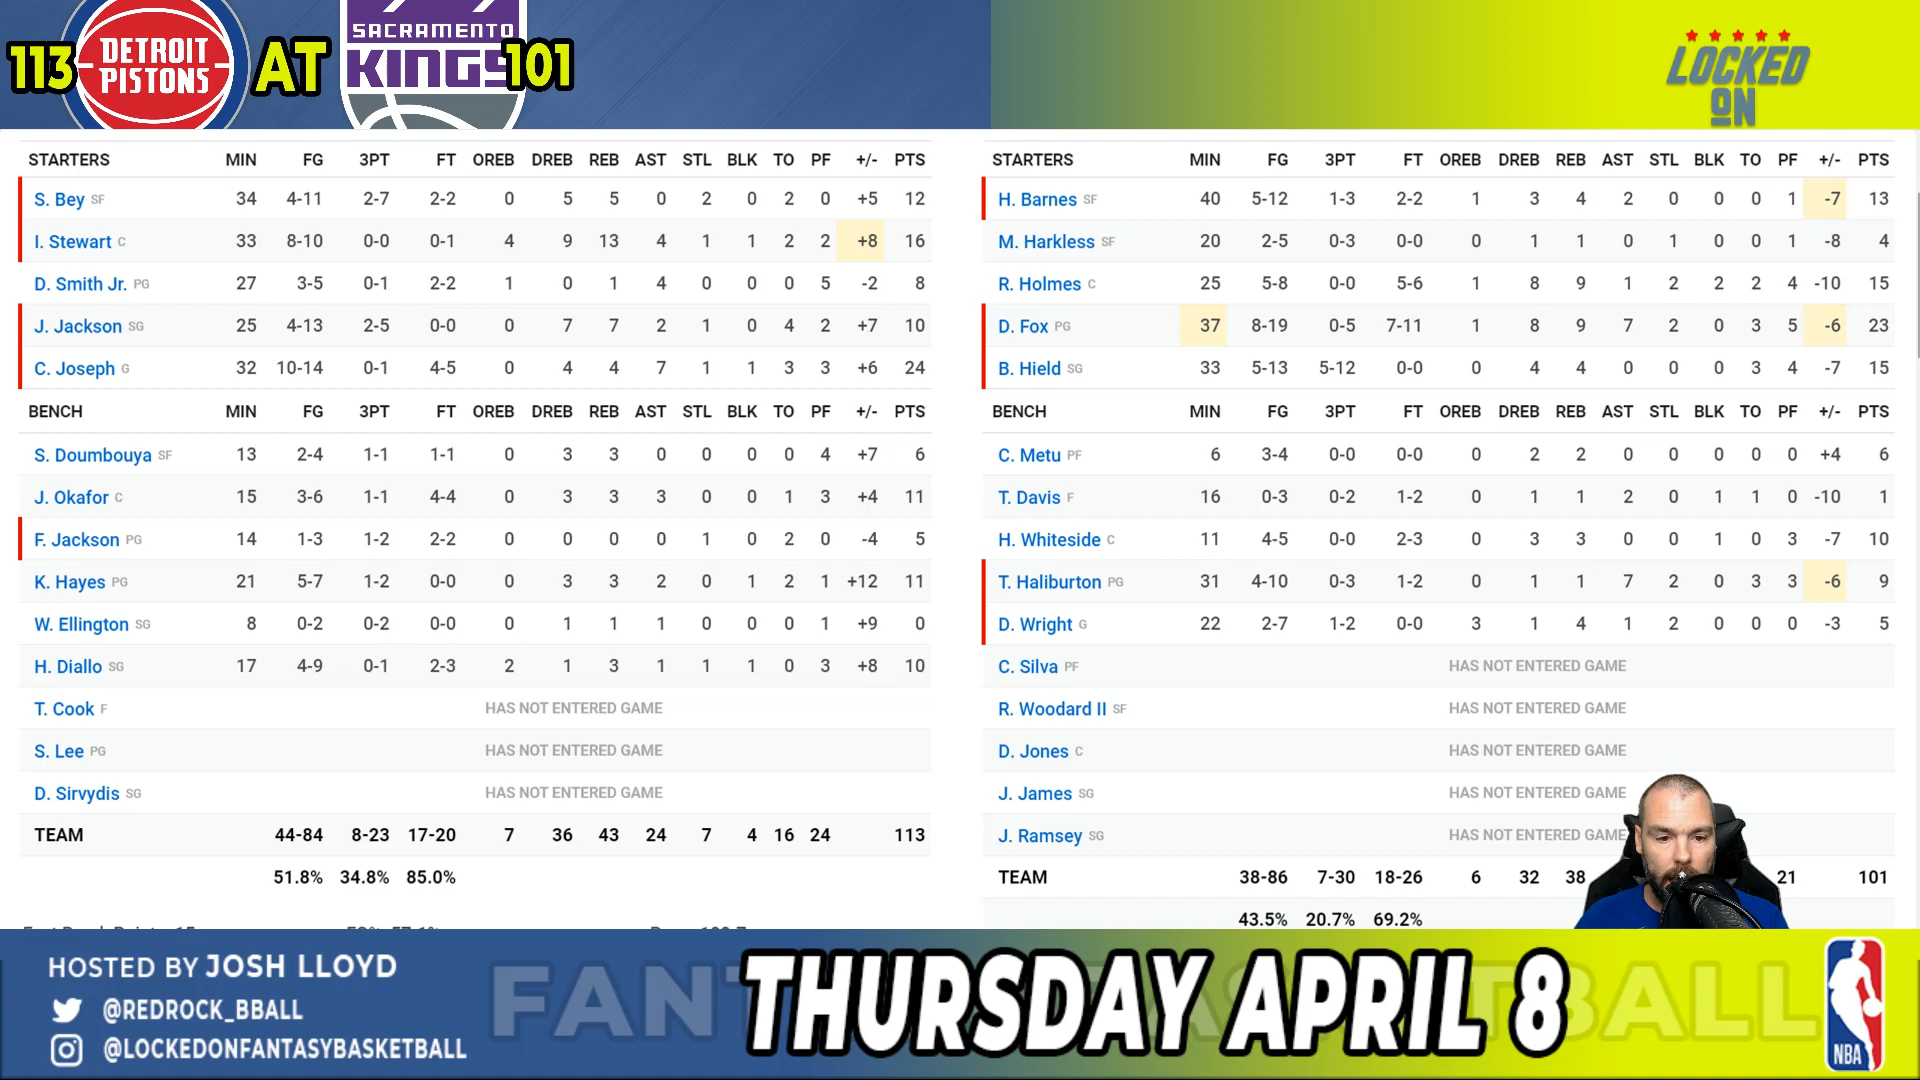 113 DETROIT PISTONS AT SACRAMENTO KINGS 101
LOCKED ON
STARTERS MIN FG 3PT FT OREB DREB REB AST STL BLK TO PF +/- PTS
S. Bey SF 34 4-11 2-7 2-2 0 5 5 0 2 0 2 0 +5 12
I. Stewart C 33 8-10 0-0 0-1 4 9 13 4 1 1 2 2 +8 16
D. Smith Jr. PG 27 3-5 0-1 2-2 1 0 1 4 0 0 0 5 -2 8
J. Jackson SG 25 4-13 2-5 0-0 0 7 7 2 1 0 4 2 +7 10
C. Joseph G 32 10-14 0-1 4-5 0 4 4 7 1 1 3 3 +6 24
BENCH MIN FG 3PT FT OREB DREB REB AST STL BLK TO PF +/- PTS
S. Doumbouya SF 13 2-4 1-1 1-1 0 3 3 0 0 0 0 4 +7 6
J. Okafor C 15 3-6 1-1 4-4 0 3 3 3 0 0 1 3 +4 11
F. Jackson PG 14 1-3 1-2 2-2 0 0 0 0 1 0 2 0 -4 5
K. Hayes PG 21 5-7 1-2 0-0 0 3 3 2 0 1 2 1 +12 11
W. Ellington SG 8 0-2 0-2 0-0 0 1 1 1 0 0 0 1 +9 0
H. Diallo SG 17 4-9 0-1 2-3 2 1 3 1 1 1 0 3 +8 10
T. Cook F HAS NOT ENTERED GAME
S. Lee PG HAS NOT ENTERED GAME
D. Sirvydis SG HAS NOT ENTERED GAME
TEAM 44-84 8-23 17-20 7 36 43 24 7 4 16 24 113
51.8% 34.8% 85.0%
STARTERS MIN FG 3PT FT OREB DREB REB AST STL BLK TO PF +/- PTS
H. Barnes SF 40 5-12 1-3 2-2 1 3 4 2 0 0 0 1 -7 13
M. Harkless SF 20 2-5 0-3 0-0 0 1 1 0 1 0 0 1 -8 4
R. Holmes C 25 5-8 0-0 5-6 1 8 9 1 2 2 2 4 -10 15
D. Fox PG 37 8-19 0-5 7-11 1 8 9 7 2 0 3 5 -6 23
B. Hield SG 33 5-13 5-12 0-0 0 4 4 0 0 0 3 4 -7 15
BENCH MIN FG 3PT FT OREB DREB REB AST STL BLK TO PF +/- PTS
C. Metu PF 6 3-4 0-0 0-0 0 2 2 0 0 0 0 0 +4 6
T. Davis F 16 0-3 0-2 1-2 0 1 1 2 0 1 1 0 -10 1
H. Whiteside C 11 4-5 0-0 2-3 0 3 3 0 0 1 0 3 -7 10
T. Haliburton PG 31 4-10 0-3 1-2 0 1 1 7 2 0 3 3 -6 9
D. Wright G 22 2-7 1-2 0-0 3 1 4 1 2 0 0 0 -3 5
C. Silva PF HAS NOT ENTERED GAME
R. Woodard II SF HAS NOT ENTERED GAME
D. Jones C HAS NOT ENTERED GAME
J. James SG HAS NOT ENTERED GAME
J. Ramsey SG HAS NOT ENTERED GAME
TEAM 38-86 7-30 18-26 6 32 38 21 101
43.5% 20.7% 69.2%
HOSTED BY JOSH LLOYD
@REDROCK_BBALL
@LOCKEDONFANTASYBASKETBALL
THURSDAY APRIL 8
NBA